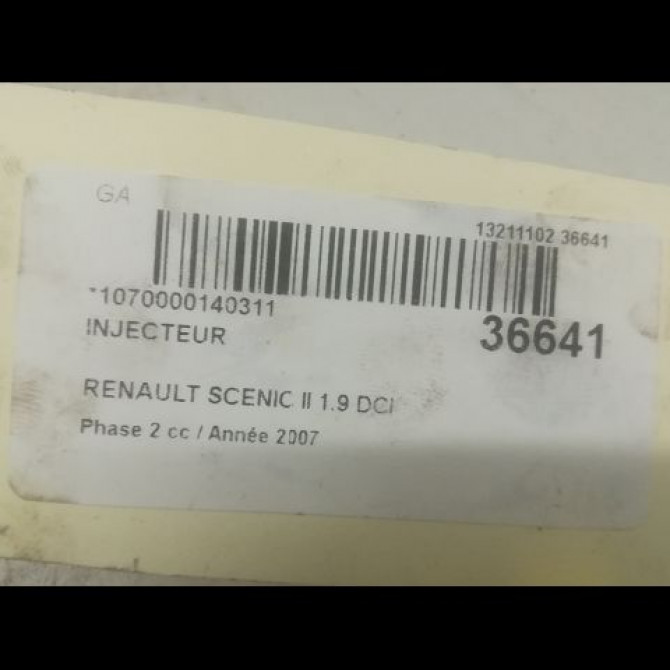 GA
13211102 36641
*1070000140311
36641
INJECTEUR
RENAULT SCENIC II 1.9 DCI
Phase 2 cc / Année 2007